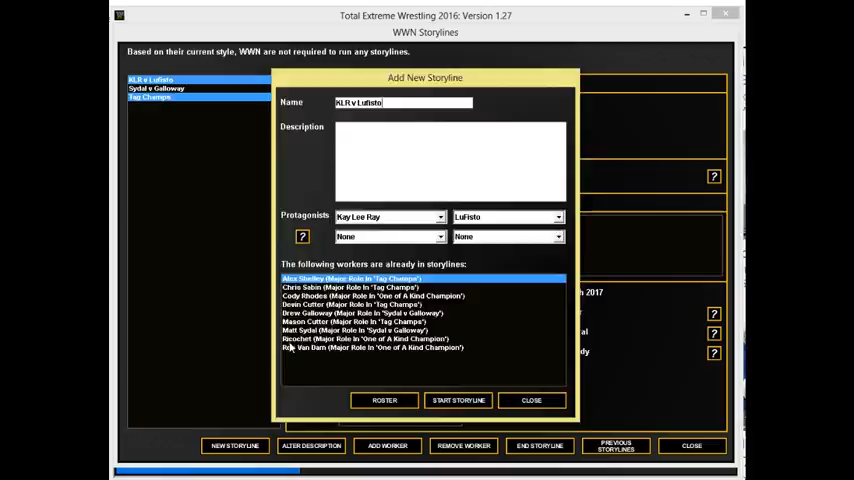 Total Extreme Wrestling 2016: Version 1.27
WWN Storylines
Based on their current style, WWN are not required to run any storylines.
KLR v Lufisto
Sydal v Galloway
Tag Champs
Add New Storyline
Name
KLR v Lufisto
Description
Protagonists
Kay Lee Ray
LuFisto
None
None
?
The following workers are already in storylines:
Alex Shelley (Major Role In 'Tag Champs')
Chris Sabin (Major Role In 'Tag Champs')
Cody Rhodes (Major Role In 'One of A Kind Champion')
Devin Cutter (Major Role In 'Tag Champs')
Drew Galloway (Major Role In 'Sydal v Galloway')
Mason Cutter (Major Role In 'Tag Champs')
Matt Sydal (Major Role In 'Sydal v Galloway')
Ricochet (Major Role In 'One of A Kind Champion')
Van Dam (Major Role In 'One of A Kind Champion')
ROSTER
START STORYLINE
CLOSE
?
h 2017
?
al
?
dy
?
NEW STORYLINE
ALTER DESCRIPTION
ADD WORKER
REMOVE WORKER
END STORYLINE
PREVIOUS
STORYLINES
CLOSE